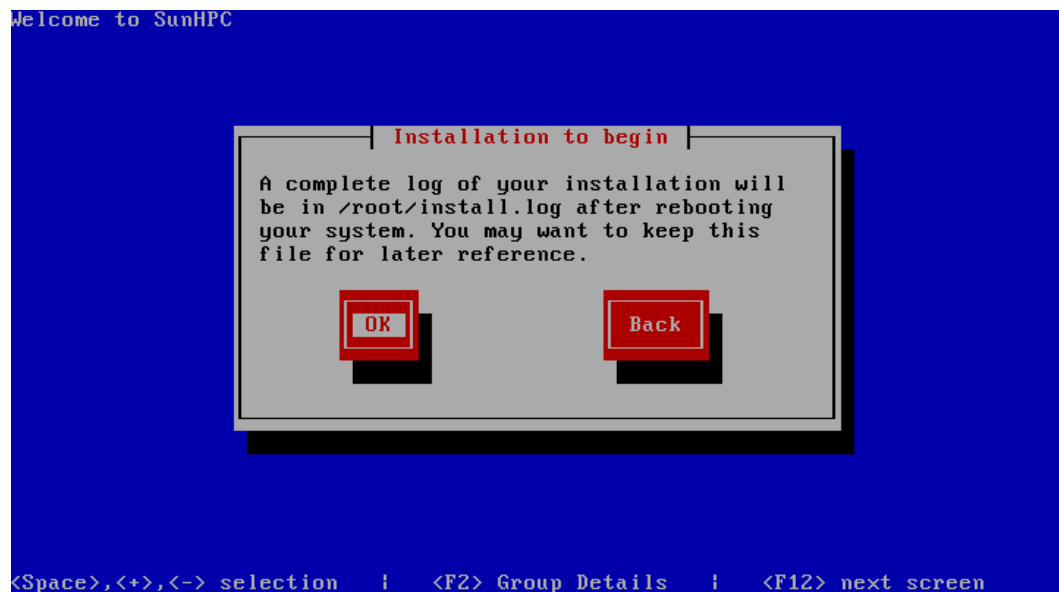 Welcome to SunHPC
Installation to begin
A complete log of your installation will
be in /root/install.log after rebooting
your system. You may want to keep this
file for later reference.
OK
Back
<Space>,<+>,<-> selection | <F2> Group Details | <F12> next screen